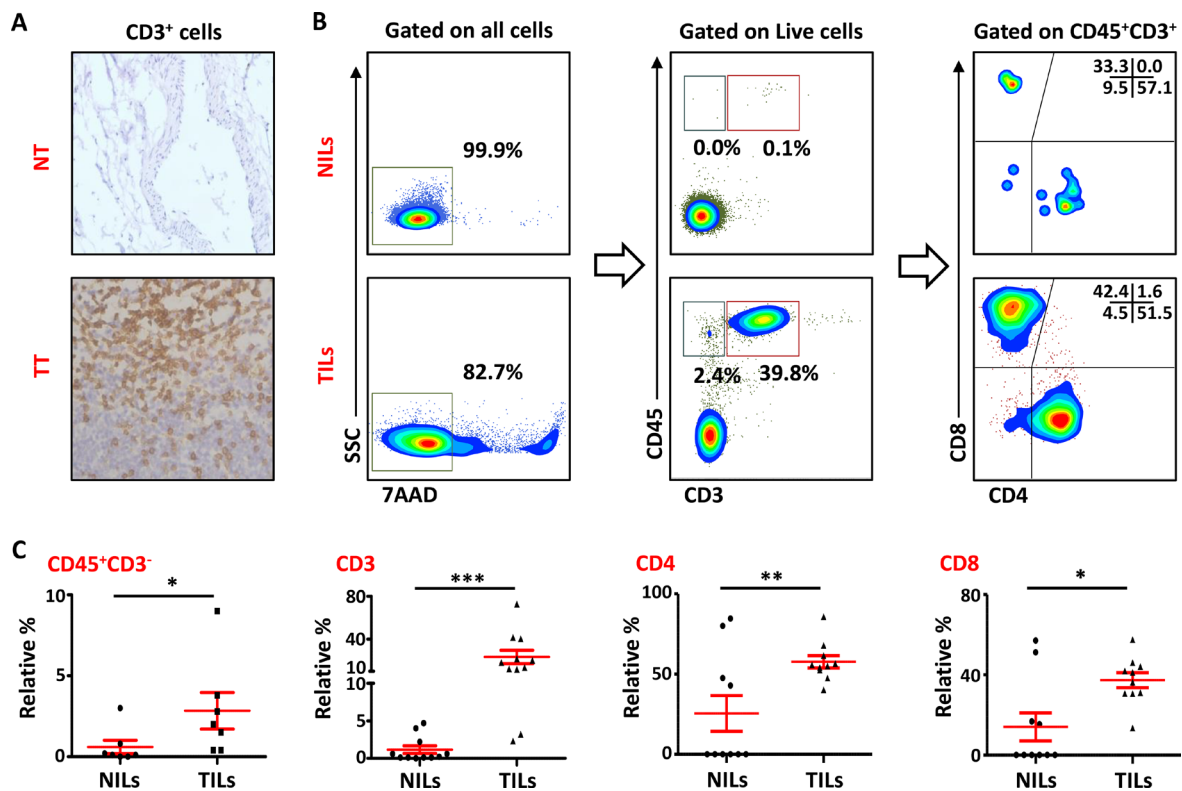 A
CD3+ cells
NT
TT
B
Gated on all cells
Gated on Live cells
Gated on CD45+CD3+
NILs
99.9%
0.0%
0.1%
33.3 0.0
9.5 57.1
TILs
82.7%
2.4%
39.8%
42.4 1.6
4.5 51.5
SSC
7AAD
CD45
CD3
CD8
CD4
C
CD45+CD3-
*
Relative %
10
5
0
NILs
TILs
CD3
***
Relative %
80
40
10
10
5
0
NILs
TILs
CD4
**
Relative %
100
50
0
NILs
TILs
CD8
*
Relative %
80
40
0
NILs
TILs